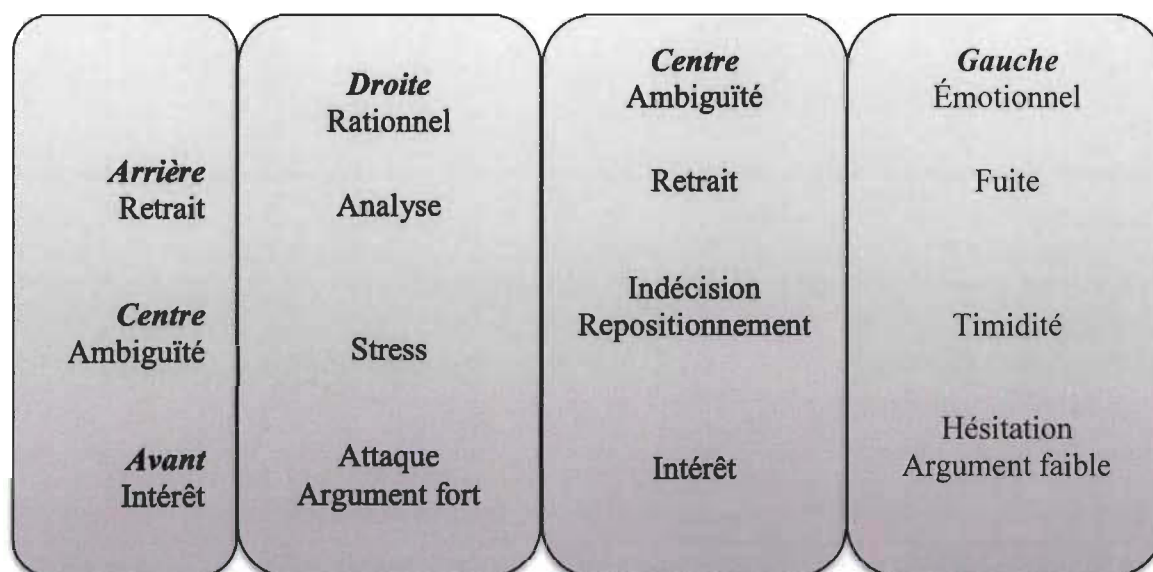 Droite
Rationnel
Centre
Ambiguïté
Gauche
Émotionnel
Arrière
Retrait
Analyse
Retrait
Fuite
Centre
Ambiguïté
Stress
Indécision
Repositionnement
Timidité
Avant
Intérêt
Attaque
Argument fort
Intérêt
Hésitation
Argument faible